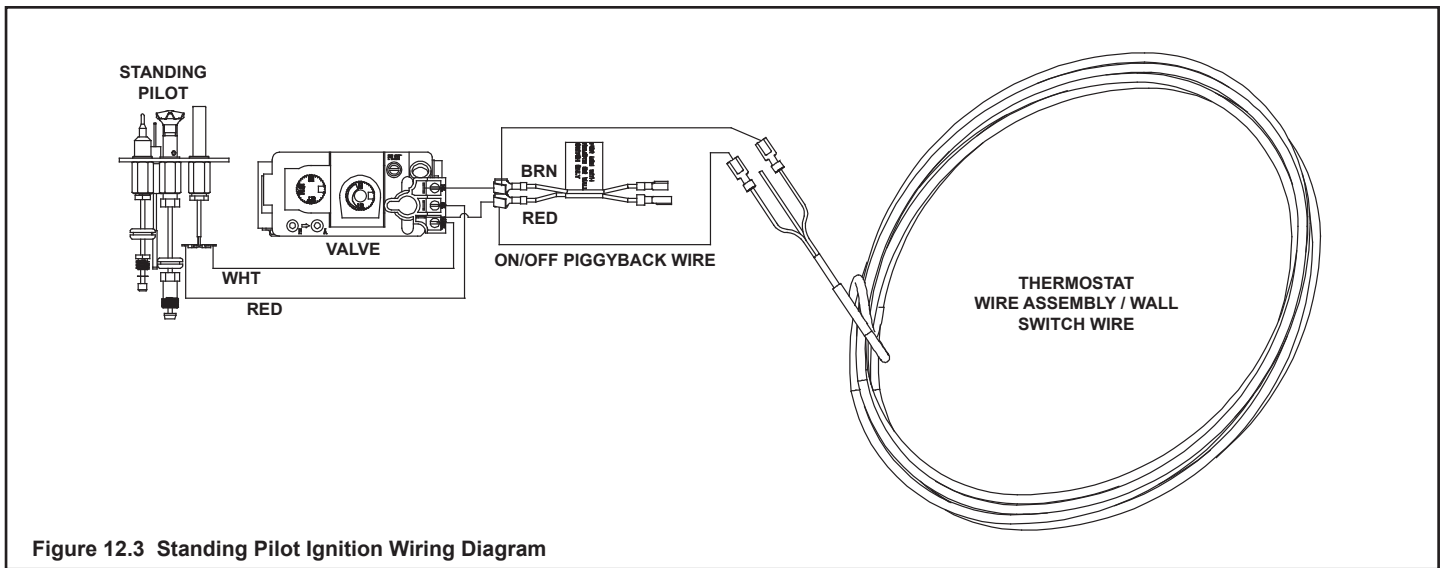 STANDING
PILOT
BRN
RED
VALVE
ON/OFF PIGGYBACK WIRE
WHT
RED
THERMOSTAT
WIRE ASSEMBLY / WALL
SWITCH WIRE
Figure 12.3 Standing Pilot Ignition Wiring Diagram